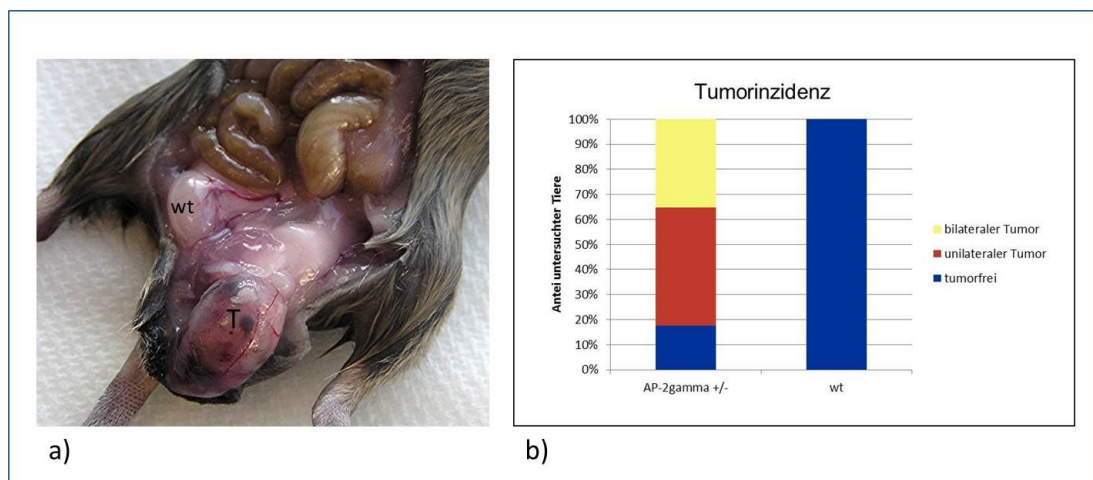 wt
T
a)
Tumorinzidenz
Antei untersuchter Tiere
100%
90%
80%
70%
60%
50%
40%
30%
20%
10%
0%
AP-2gamma +/-
wt
bilateraler Tumor
unilateraler Tumor
tumorfrei
b)